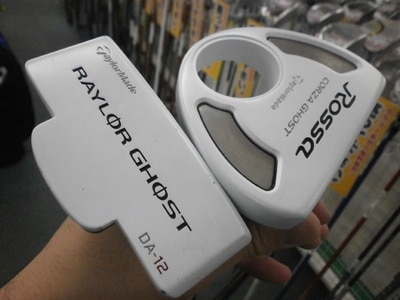 TaylorMade
RAYLOR GHOST
DA-12
Rossa
CORZA GHOST
TaylorMade